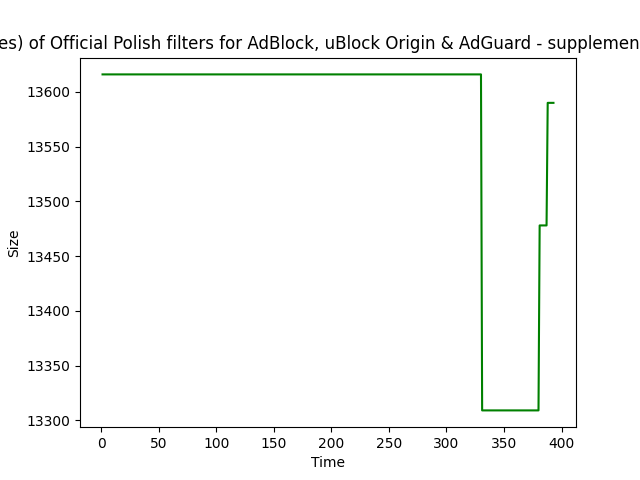 es) of Official Polish filters for AdBlock, uBlock Origin & AdGuard - supplemen
13600
13550
13500
13450
13400
13350
13300
Size
0 50 100 150 200 250 300 350 400
Time